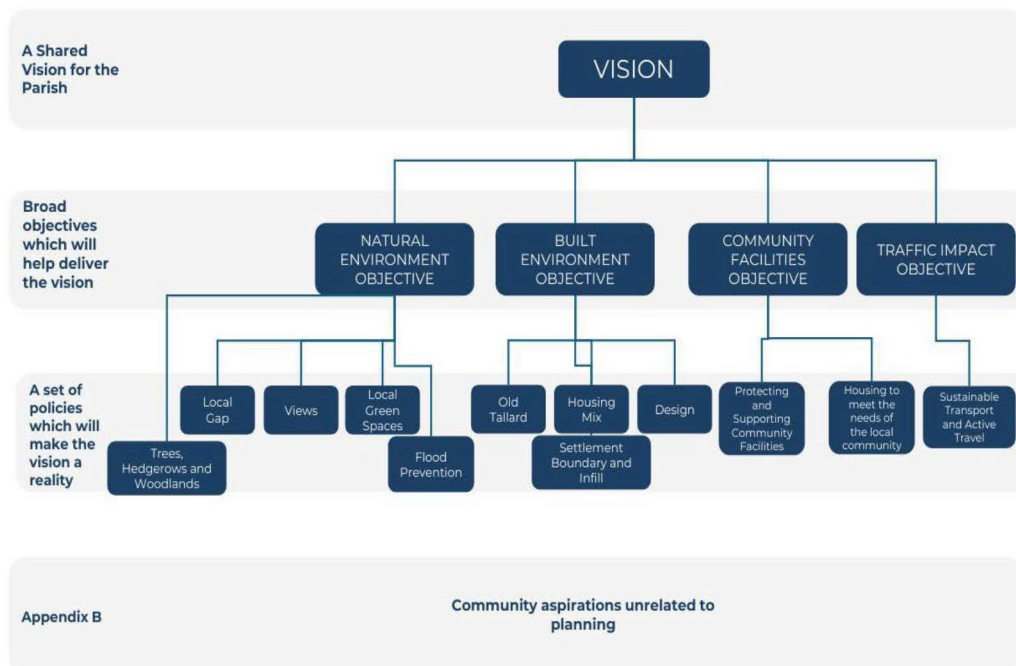 A Shared
Vision for the
Parish
VISION
Broad
objectives
which will
help deliver
the vision
NATURAL
ENVIRONMENT
OBJECTIVE
BUILT
ENVIRONMENT
OBJECTIVE
COMMUNITY
FACILITIES
OBJECTIVE
TRAFFIC IMPACT
OBJECTIVE
A set of
policies
which will
make the
vision a
reality
Trees,
Hedgerows and
Woodlands
Local
Gap
Views
Local
Green
Spaces
Flood
Prevention
Old
Tallard
Housing
Mix
Settlement
Boundary and
Infill
Design
Protecting
and
Supporting
Community
Facilities
Housing to
meet the
needs of
the local
community
Sustainable
Transport
and Active
Travel
Appendix B
Community aspirations unrelated to
planning